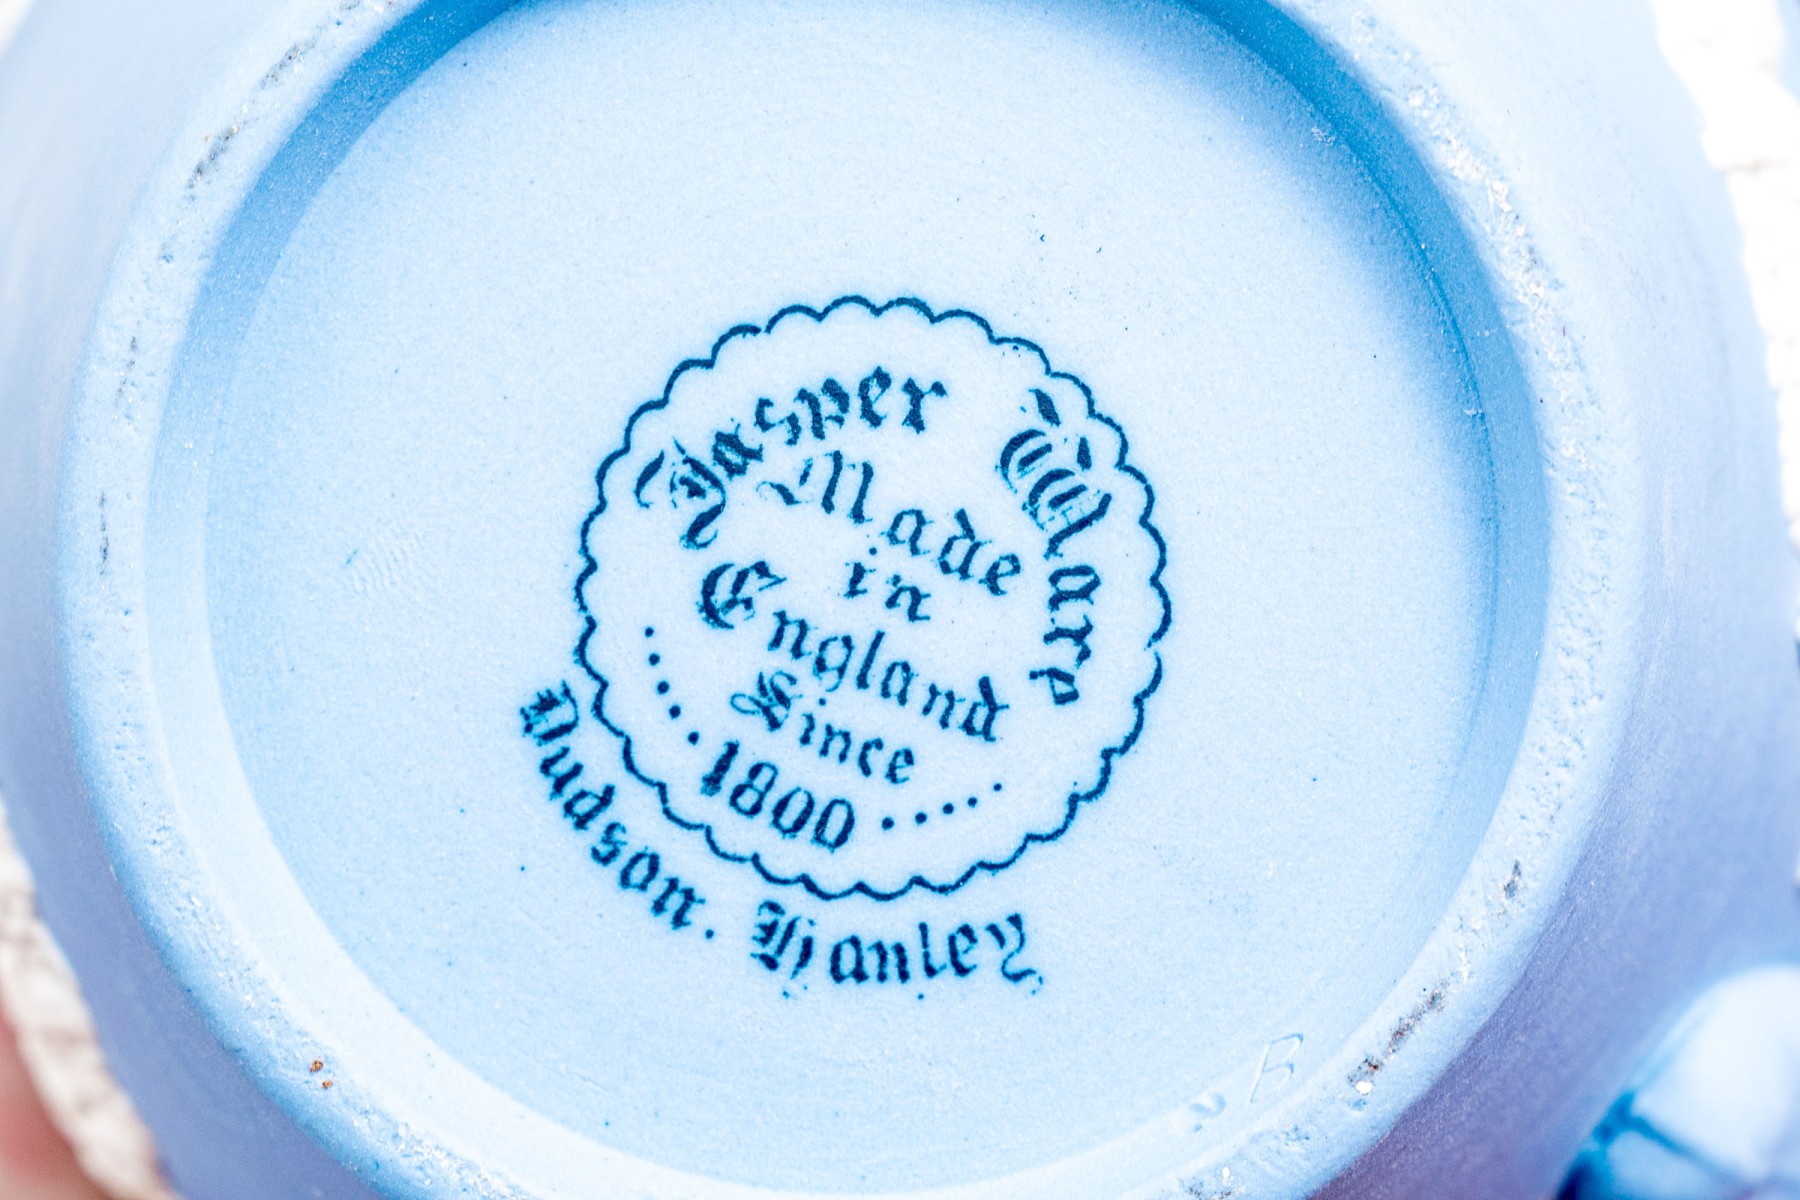 Jasper Ware
Made
in
England
Since
.....1800.....
Dudson. Hanley
B